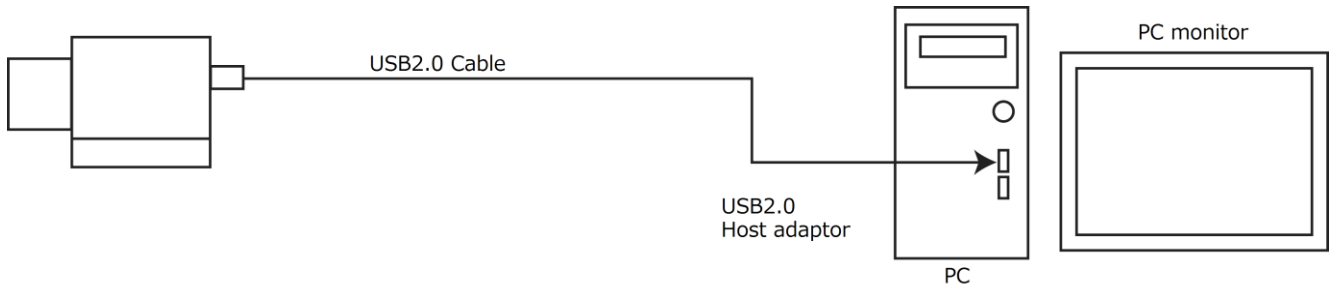 PC monitor
USB2.0 Cable
USB2.0
Host adaptor
PC